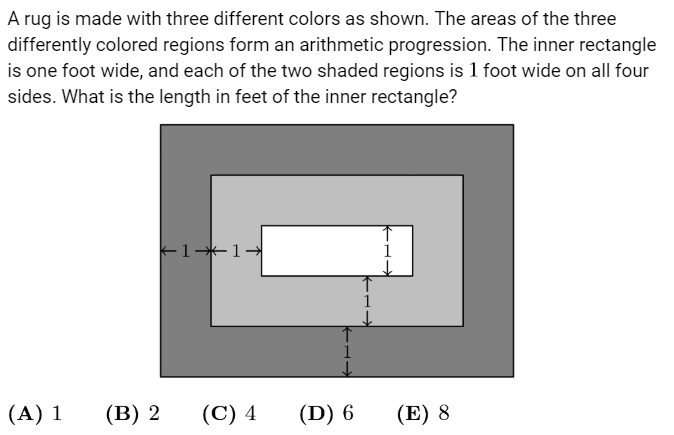 A rug is made with three different colors as shown. The areas of the three
differently colored regions form an arithmetic progression. The inner rectangle
is one foot wide, and each of the two shaded regions is 1 foot wide on all four
sides. What is the length in feet of the inner rectangle?
1 1 1
1
1
(A) 1 (B) 2 (C) 4 (D) 6 (E) 8